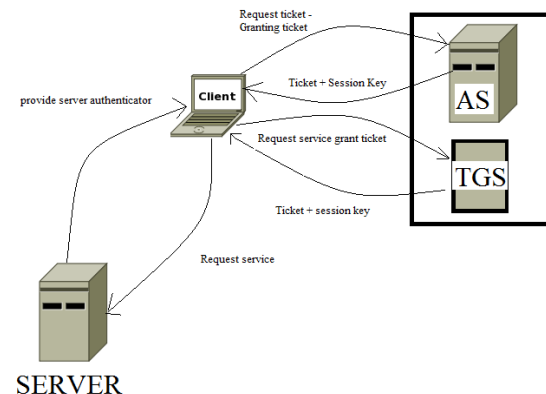 Request ticket -
Granting ticket
Client
Ticket + Session Key
AS
provide server authenticator
Request service grant ticket
TGS
Ticket + session key
Request service
SERVER